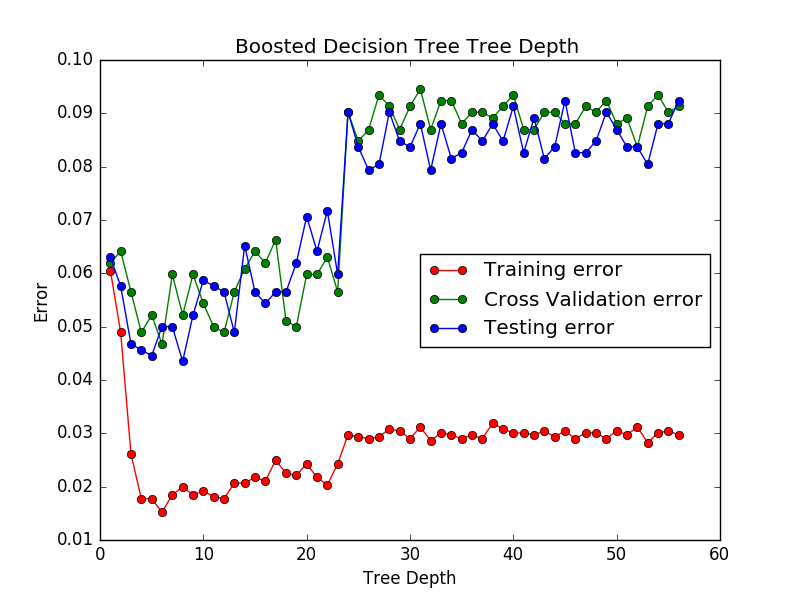 Boosted Decision Tree Tree Depth
0.10
0.09
0.08
0.07
0.06
0.05
0.04
0.03
0.02
0.01
Error
Training error
Cross Validation error
Testing error
0 10 20 30 40 50 60
Tree Depth